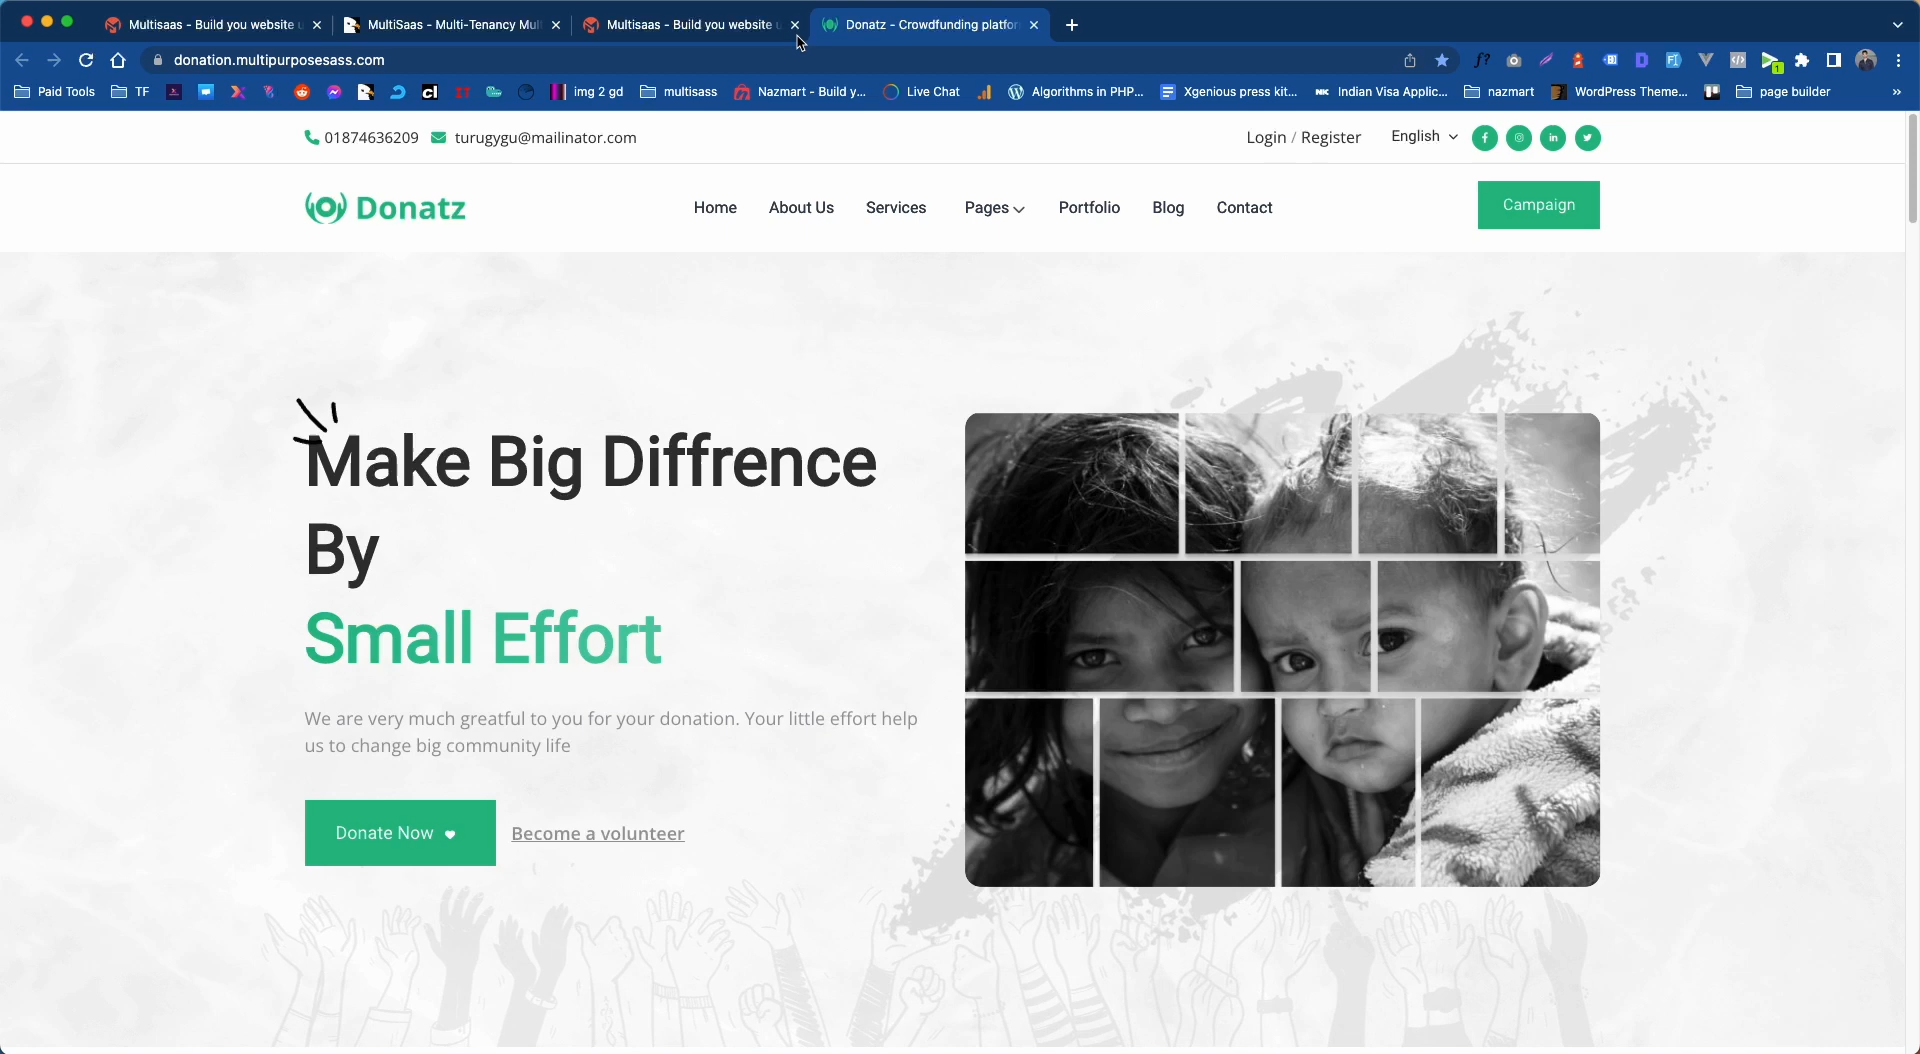 Multisaas - Build you website u
MultiSaas - Multi-Tenancy Mul
Multisaas - Build you website u
Donatz - Crowdfunding platfor
donation.multipurposesass.com
f?
1
Paid Tools
TF
img 2 gd
multisass
Nazmart - Build y...
Live Chat
Algorithms in PHP...
Xgenious press kit...
NK
Indian Visa Applic...
nazmart
WordPress Theme...
page builder
»
01874636209
turugygu@mailinator.com
Login / Register
English
Donatz
Home
About Us
Services
Pages
Portfolio
Blog
Contact
Campaign
Make Big Diffrence
By
Small Effort
We are very much greatful to you for your donation. Your little effort help
us to change big community life
Donate Now
Become a volunteer